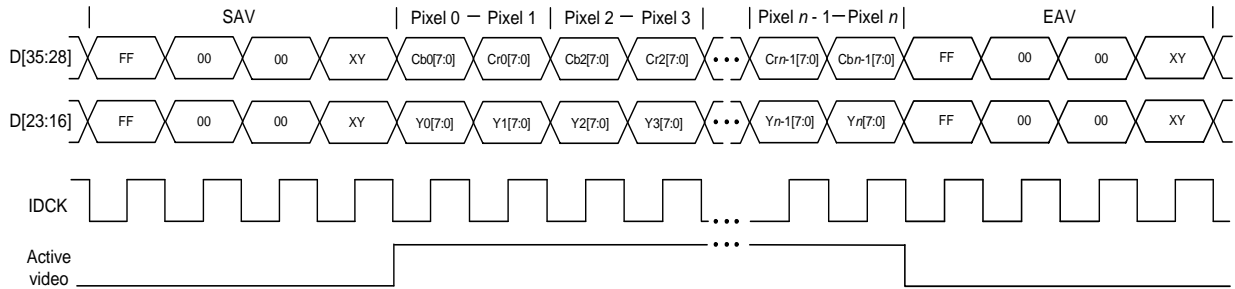 SAV Pixel 0 — Pixel 1 Pixel 2 — Pixel 3 Pixel n - 1—Pixel n EAV
D[35:28] FF 00 00 XY Cb0[7:0] Cr0[7:0] Cb2[7:0] Cr2[7:0] ••• Crn-1[7:0] Cbn-1[7:0] FF 00 00 XY
D[23:16] FF 00 00 XY Y0[7:0] Y1[7:0] Y2[7:0] Y3[7:0] ••• Yn-1[7:0] Yn[7:0] FF 00 00 XY
IDCK •••
Active •••
video